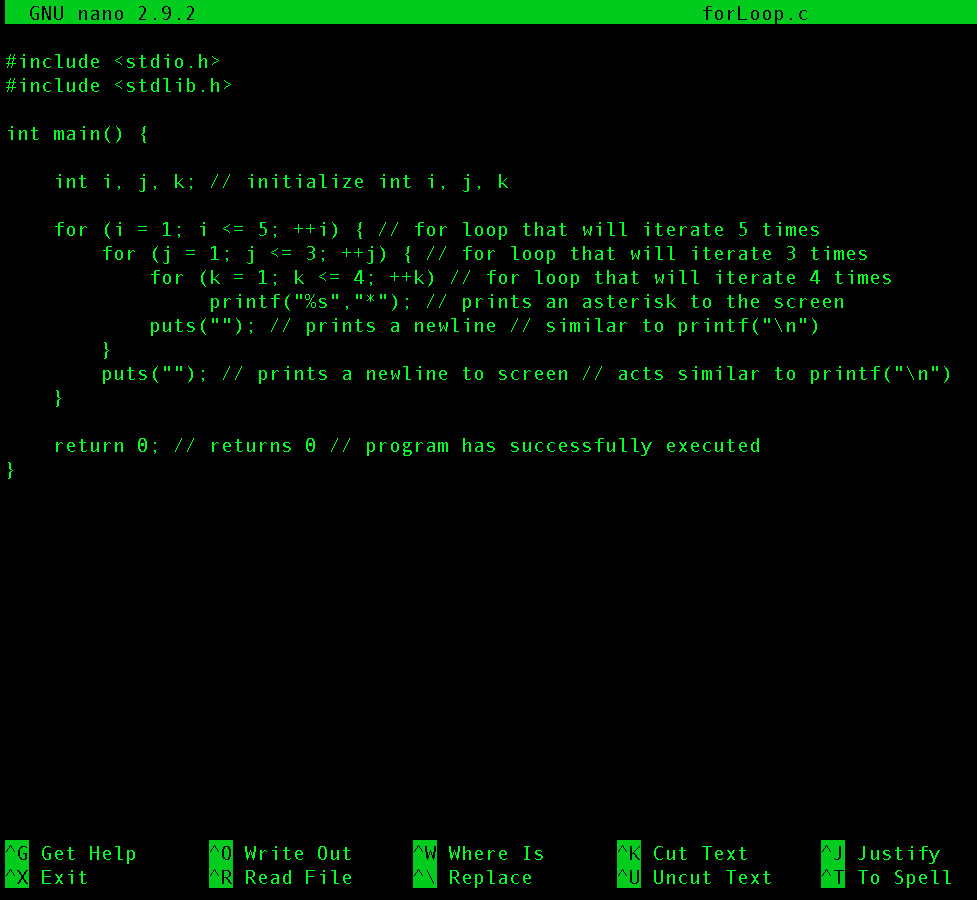 GNU nano 2.9.2 forLoop.c
#include <stdio.h>
#include <stdlib.h>
int main() {
    int i, j, k; // initialize int i, j, k
    for (i = 1; i <= 5; ++i) { // for loop that will iterate 5 times
        for (j = 1; j <= 3; ++j) { // for loop that will iterate 3 times
            for (k = 1; k <= 4; ++k) // for loop that will iterate 4 times
                 printf("%s","*"); // prints an asterisk to the screen
            puts(""); // prints a newline // similar to printf("\n")
        }
        puts(""); // prints a newline to screen // acts similar to printf("\n")
    }
    return 0; // returns 0 // program has successfully executed
}
^G Get Help ^O Write Out ^W Where Is ^K Cut Text ^J Justify
^X Exit ^R Read File ^\ Replace ^U Uncut Text ^T To Spell